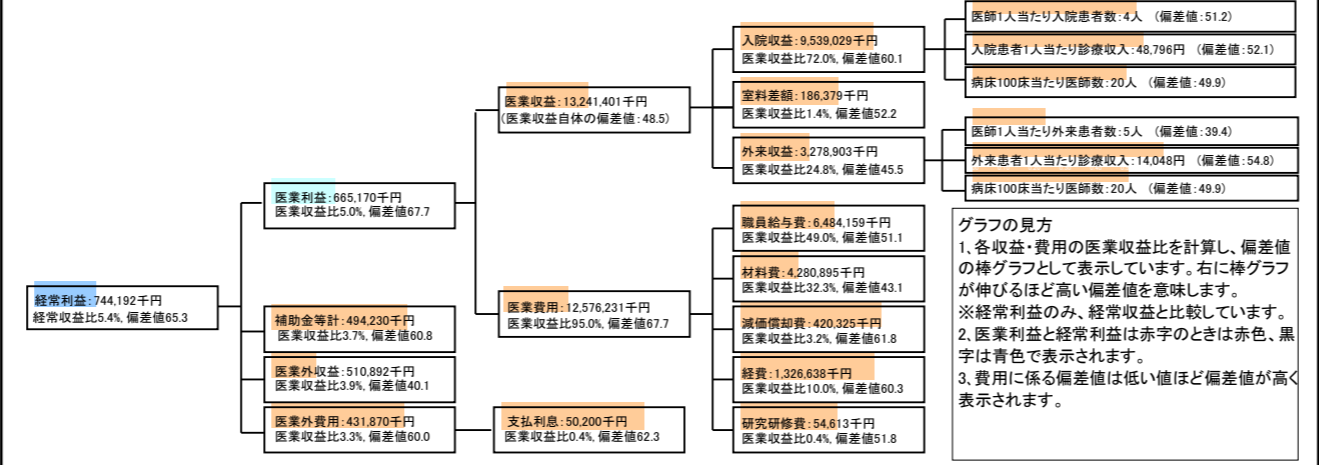 経常利益：744,192千円
経常収益比5.4%, 偏差値65.3
医業利益：665,170千円
医業収益比5.0%, 偏差値67.7
補助金等計：494,230千円
医業収益比3.7%, 偏差値60.8
医業外収益：510,892千円
医業収益比3.9%, 偏差値40.1
医業外費用：431,870千円
医業収益比3.3%, 偏差値60.0
医業収益：13,241,401千円
（医業収益自体の偏差値：48.5）
医業費用：12,576,231千円
医業収益比95.0%, 偏差値67.7
支払利息：50,200千円
医業収益比0.4%, 偏差値62.3
入院収益：9,539,029千円
医業収益比72.0%, 偏差値60.1
室料差額：186,379千円
医業収益比1.4%, 偏差値52.2
外来収益：3,278,903千円
医業収益比24.8%, 偏差値45.5
職員給与費：6,484,159千円
医業収益比49.0%, 偏差値51.1
材料費：4,280,895千円
医業収益比32.3%, 偏差値43.1
減価償却費：420,325千円
医業収益比3.2%, 偏差値61.8
経費：1,326,638千円
医業収益比10.0%, 偏差値60.3
研究研修費：54,613千円
医業収益比0.4%, 偏差値51.8
医師1人当たり入院患者数：4人　（偏差値：51.2）
入院患者1人当たり診療収入：48,796円　（偏差値：52.1）
病床100床当たり医師数：20人　（偏差値：49.9）
医師1人当たり外来患者数：5人　（偏差値：39.4）
外来患者1人当たり診療収入：14,048円　（偏差値：54.8）
病床100床当たり医師数：20人　（偏差値：49.9）
グラフの見方
1、各収益・費用の医業収益比を計算し、偏差値
の棒グラフとして表示しています。右に棒グラフ
が伸びるほど高い偏差値を意味します。
※経常利益のみ、経常収益と比較しています。
2、医業利益と経常利益は赤字のときは赤色、黒
字は青色で表示されます。
3、費用に係る偏差値は低い値ほど偏差値が高く
表示されます。